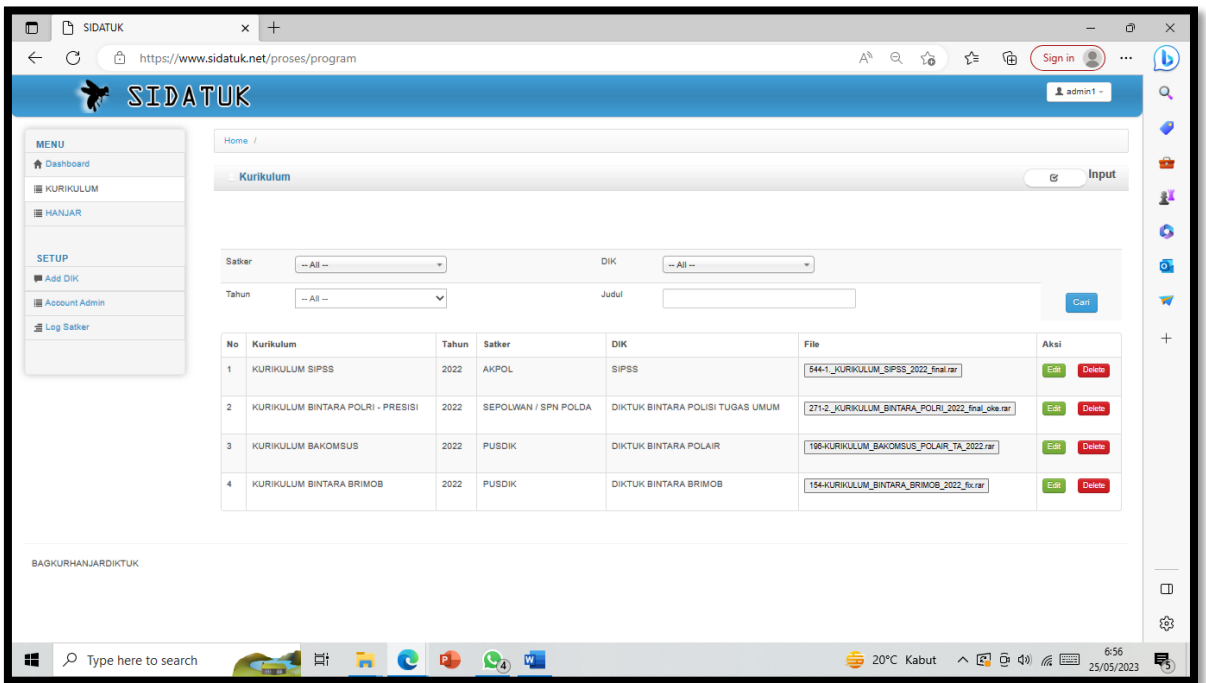 SIDATUK
https://www.sidatuk.net/proses/program
Sign in
SIDATUK
admin1
MENU
Dashboard
KURIKULUM
HANJAR
SETUP
Add DIK
Account Admin
Log Satker
Home /
Kurikulum
Input
Satker -- All -- DIK -- All --
Tahun -- All -- Judul
Cari
No Kurikulum Tahun Satker DIK File Aksi
1 KURIKULUM SIPSS 2022 AKPOL SIPSS 544-1._KURIKULUM_SIPSS_2022_final.rar Edit Delete
2 KURIKULUM BINTARA POLRI - PRESISI 2022 SEPOLWAN / SPN POLDA DIKTUK BINTARA POLISI TUGAS UMUM 271-2._KURIKULUM_BINTARA_POLRI_2022_final_oke.rar Edit Delete
3 KURIKULUM BAKOMSUS 2022 PUSDIK DIKTUK BINTARA POLAIR 196-KURIKULUM_BAKOMSUS_POLAIR_TA_2022.rar Edit Delete
4 KURIKULUM BINTARA BRIMOB 2022 PUSDIK DIKTUK BINTARA BRIMOB 154-KURIKULUM_BINTARA_BRIMOB_2022_fix.rar Edit Delete
BAGKURHANJARDIKTUK
Type here to search
4
20°C Kabut
6:56
25/05/2023
5